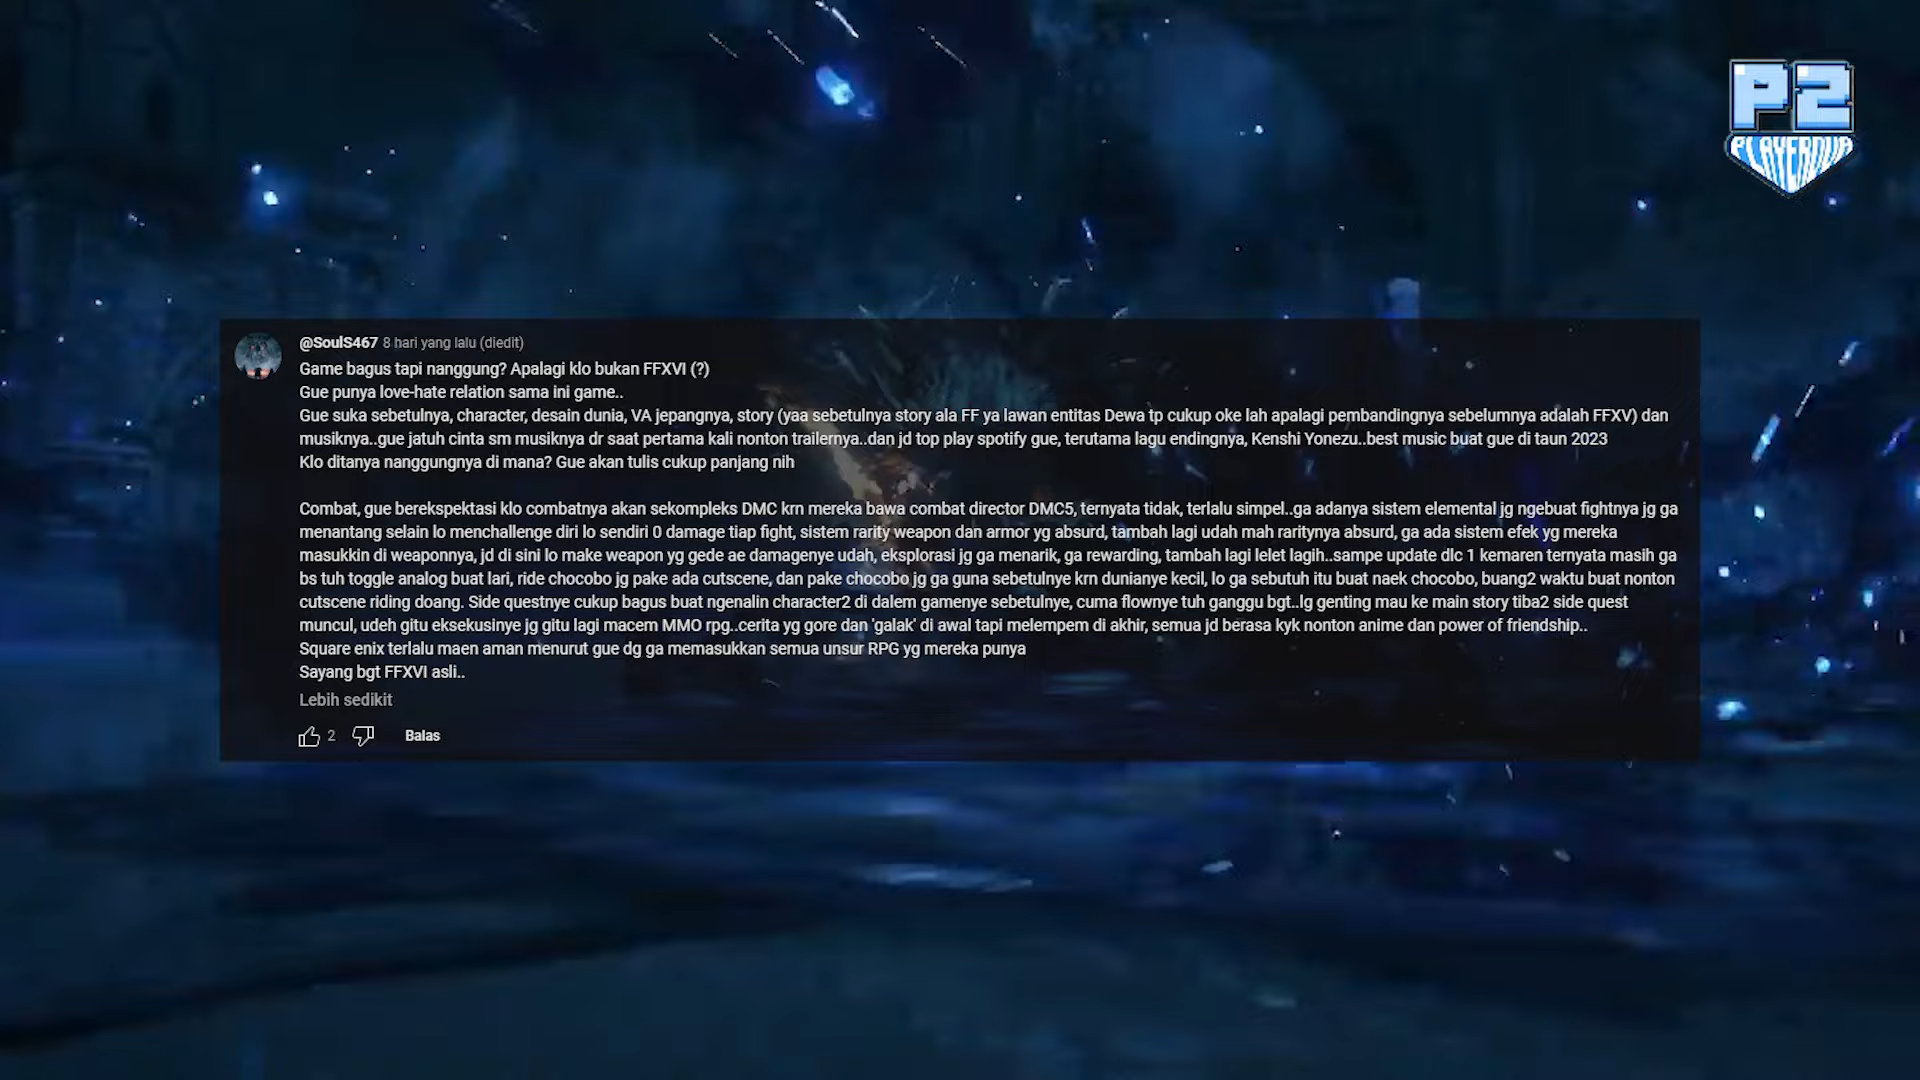 P2
PLAYERDUA
@SoulS467 8 hari yang lalu (diedit)
Game bagus tapi nanggung? Apalagi klo bukan FFXVI (?)
Gue punya love-hate relation sama ini game..
Gue suka sebetulnya, character, desain dunia, VA jepangnya, story (yaa sebetulnya story ala FF ya lawan entitas Dewa tp cukup oke lah apalagi pembandingnya sebelumnya adalah FFXV) dan
musiknya..gue jatuh cinta sm musiknya dr saat pertama kali nonton trailernya..dan jd top play spotify gue, terutama lagu endingnya, Kenshi Yonezu..best music buat gue di taun 2023
Klo ditanya nanggungnya di mana? Gue akan tulis cukup panjang nih
Combat, gue berekspektasi klo combatnya akan sekompleks DMC krn mereka bawa combat director DMC5, ternyata tidak, terlalu simpel..ga adanya sistem elemental jg ngebuat fightnya jg ga
menantang selain lo menchallenge diri lo sendiri 0 damage tiap fight, sistem rarity weapon dan armor yg absurd, tambah lagi udah mah raritynya absurd, ga ada sistem efek yg mereka
masukkin di weaponnya, jd di sini lo make weapon yg gede ae damagenye udah, eksplorasi jg ga menarik, ga rewarding, tambah lagi lelet lagih..sampe update dlc 1 kemaren ternyata masih ga
bs tuh toggle analog buat lari, ride chocobo jg pake ada cutscene, dan pake chocobo jg ga guna sebetulnye krn dunianye kecil, lo ga sebutuh itu buat naek chocobo, buang2 waktu buat nonton
cutscene riding doang. Side questnye cukup bagus buat ngenalin character2 di dalem gamenye sebetulnye, cuma flownye tuh ganggu bgt..lg genting mau ke main story tiba2 side quest
muncul, udeh gitu eksekusinye jg gitu lagi macem MMO rpg..cerita yg gore dan 'galak' di awal tapi melempem di akhir, semua jd berasa kyk nonton anime dan power of friendship..
Square enix terlalu maen aman menurut gue dg ga memasukkan semua unsur RPG yg mereka punya
Sayang bgt FFXVI asli..
Lebih sedikit
2 Balas